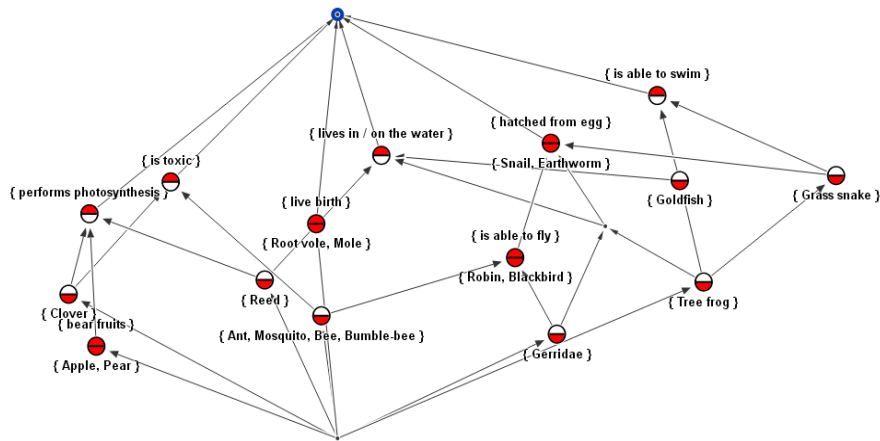 { is able to swim }
{ hatched from egg }
{ lives in / on the water }
{ is toxic }
{ Snail, Earthworm }
{ performs photosynthesis }
{ live birth }
{ Goldfish }
{ Grass snake }
{ Root vole, Mole }
{ is able to fly }
{ Robin, Blackbird }
{ Reed }
{ Tree frog }
{ Clover }
{ bear fruits }
{ Ant, Mosquito, Bee, Bumble-bee }
{ Gerridae }
{ Apple, Pear }